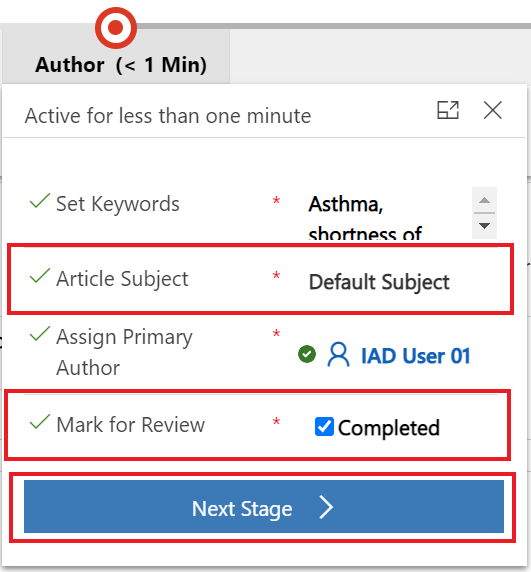 Author (< 1 Min)
Active for less than one minute
Set Keywords * Asthma,
shortness of
Article Subject * Default Subject
Assign Primary * IAD User 01
Author
Mark for Review * Completed
Next Stage